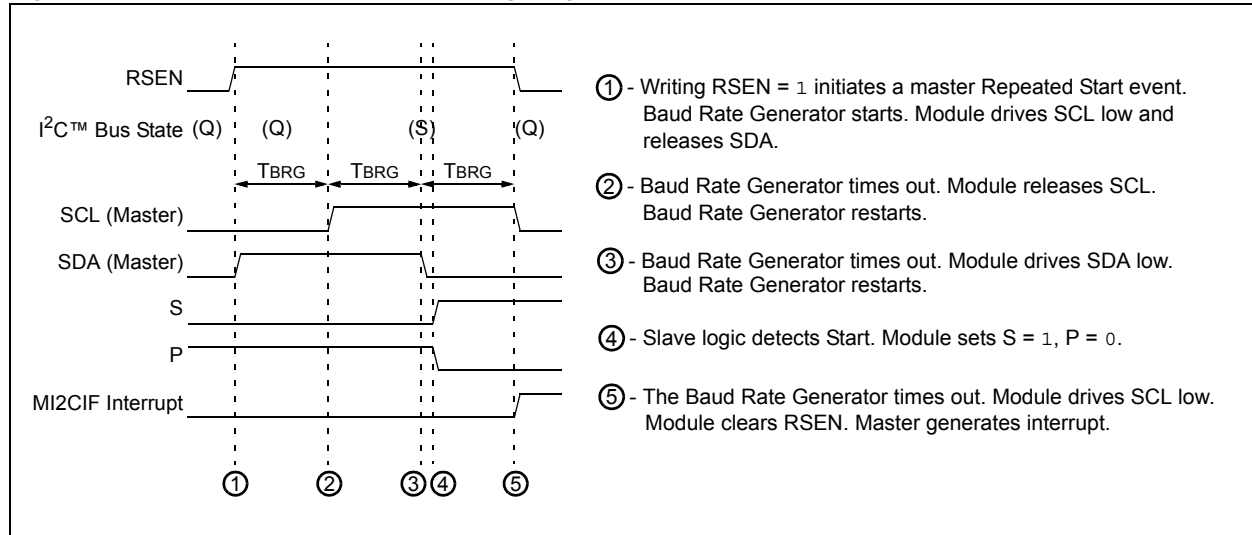 RSEN
I²C™ Bus State (Q) (Q) (S) (Q)
TBRG TBRG TBRG
SCL (Master)
SDA (Master)
S
P
MI2CIF Interrupt
1 2 3 4 5
1 - Writing RSEN = 1 initiates a master Repeated Start event.
Baud Rate Generator starts. Module drives SCL low and
releases SDA.
2 - Baud Rate Generator times out. Module releases SCL.
Baud Rate Generator restarts.
3 - Baud Rate Generator times out. Module drives SDA low.
Baud Rate Generator restarts.
4 - Slave logic detects Start. Module sets S = 1, P = 0.
5 - The Baud Rate Generator times out. Module drives SCL low.
Module clears RSEN. Master generates interrupt.